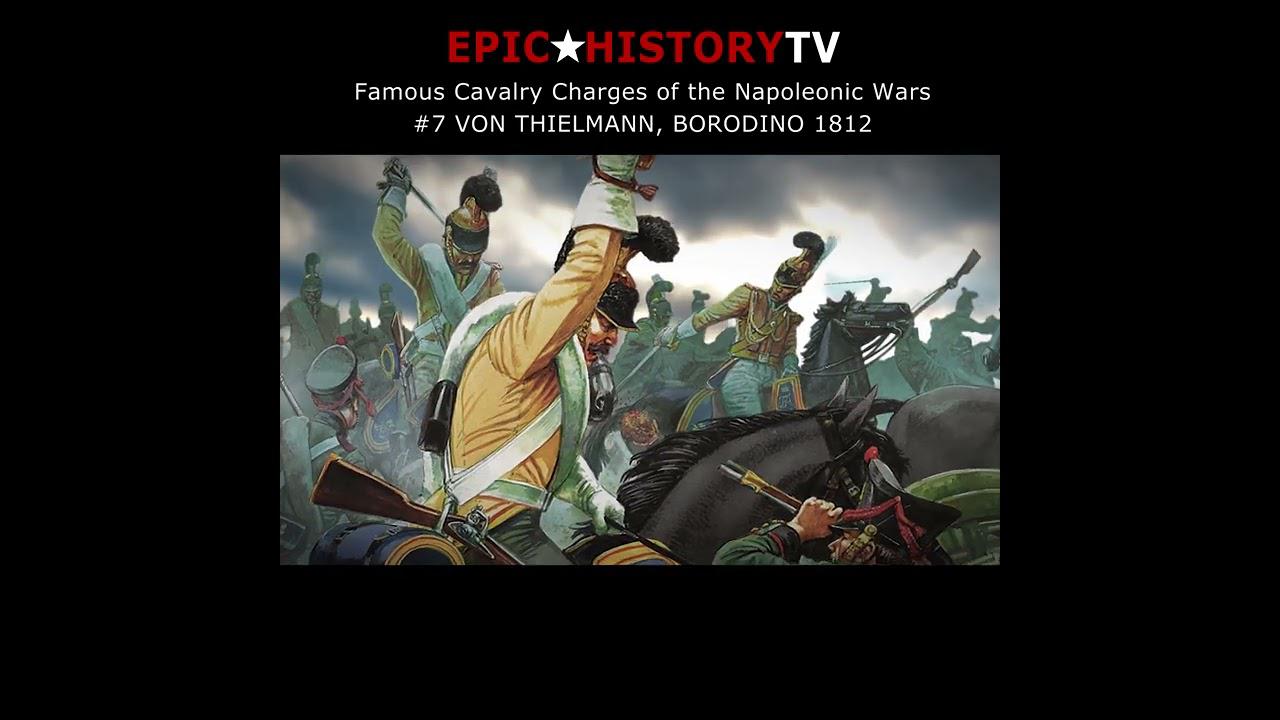 EPIC★HISTORYTV
Famous Cavalry Charges of the Napoleonic Wars
#7 VON THIELMANN, BORODINO 1812